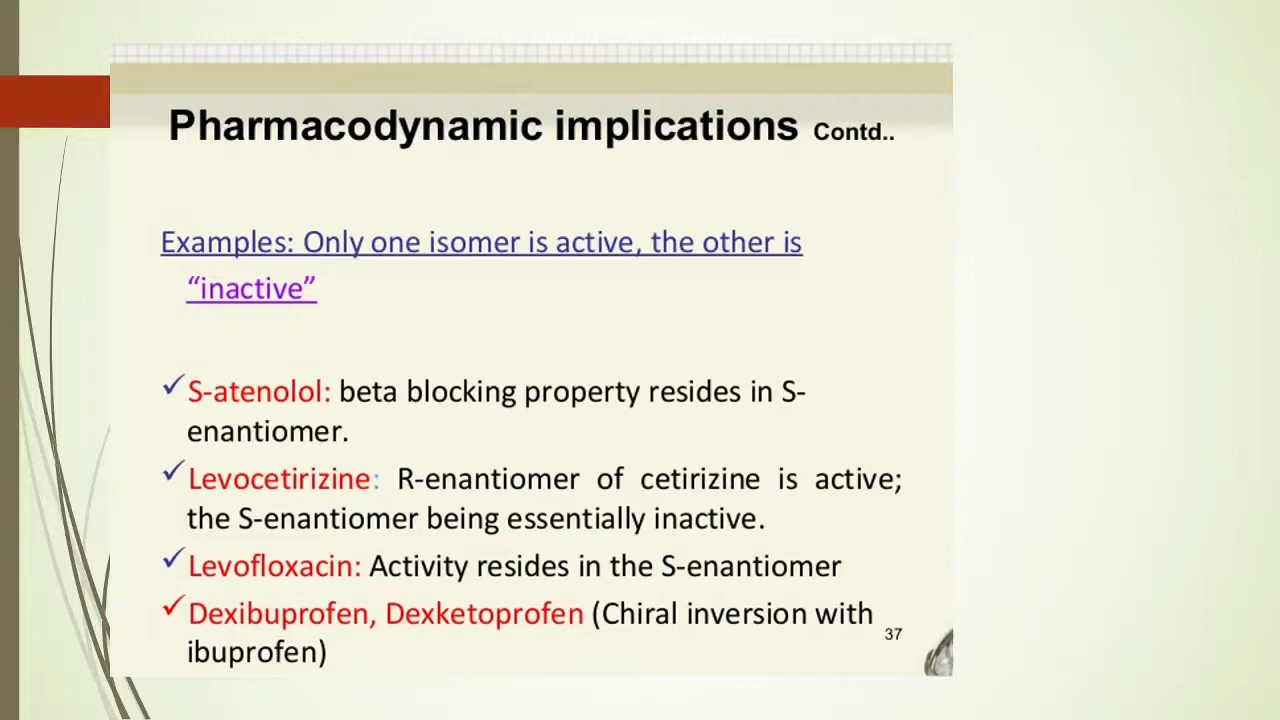 Pharmacodynamic implications Contd..
Examples: Only one isomer is active, the other is
“inactive”
✓S-atenolol: beta blocking property resides in S-
enantiomer.
✓Levocetirizine: R-enantiomer of cetirizine is active;
the S-enantiomer being essentially inactive.
✓Levofloxacin: Activity resides in the S-enantiomer
✓Dexibuprofen, Dexketoprofen (Chiral inversion with
ibuprofen)
37